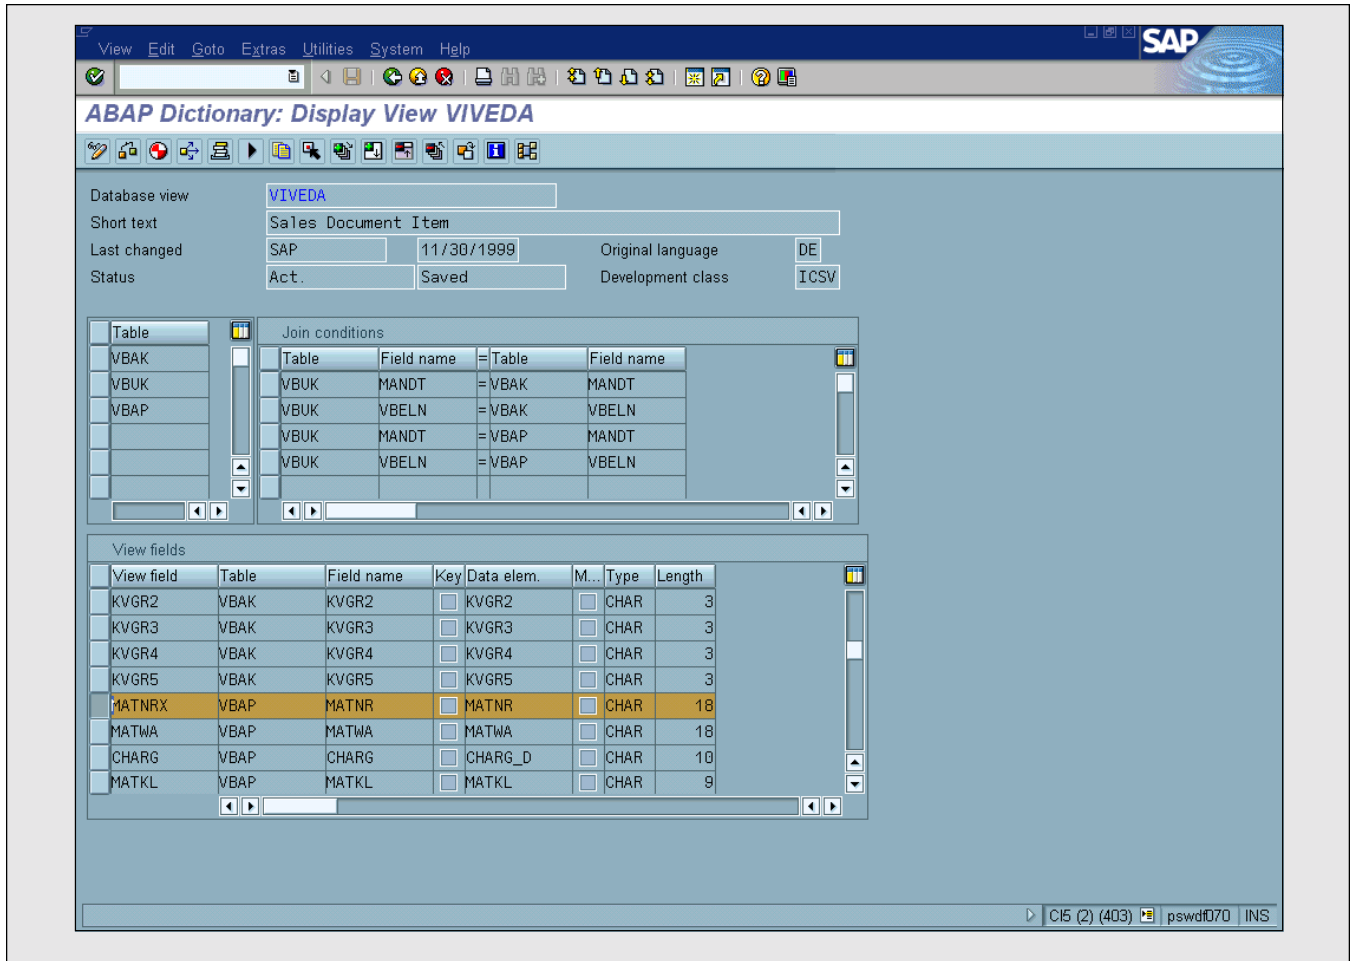 View Edit Goto Extras Utilities System Help
SAP
ABAP Dictionary: Display View VIVEDA
Database view VIVEDA
Short text Sales Document Item
Last changed SAP 11/30/1999 Original language DE
Status Act. Saved Development class ICSV
Table
VBAK
VBUK
VBAP
Join conditions
Table Field name = Table Field name
VBUK MANDT = VBAK MANDT
VBUK VBELN = VBAK VBELN
VBUK MANDT = VBAP MANDT
VBUK VBELN = VBAP VBELN
View fields
View field Table Field name Key Data elem. M... Type Length
KVGR2 VBAK KVGR2 KVGR2 CHAR 3
KVGR3 VBAK KVGR3 KVGR3 CHAR 3
KVGR4 VBAK KVGR4 KVGR4 CHAR 3
KVGR5 VBAK KVGR5 KVGR5 CHAR 3
MATNRX VBAP MATNR MATNR CHAR 18
MATWA VBAP MATWA MATWA CHAR 18
CHARG VBAP CHARG CHARG_D CHAR 10
MATKL VBAP MATKL MATKL CHAR 9
CI5 (2) (403) pswdf070 INS